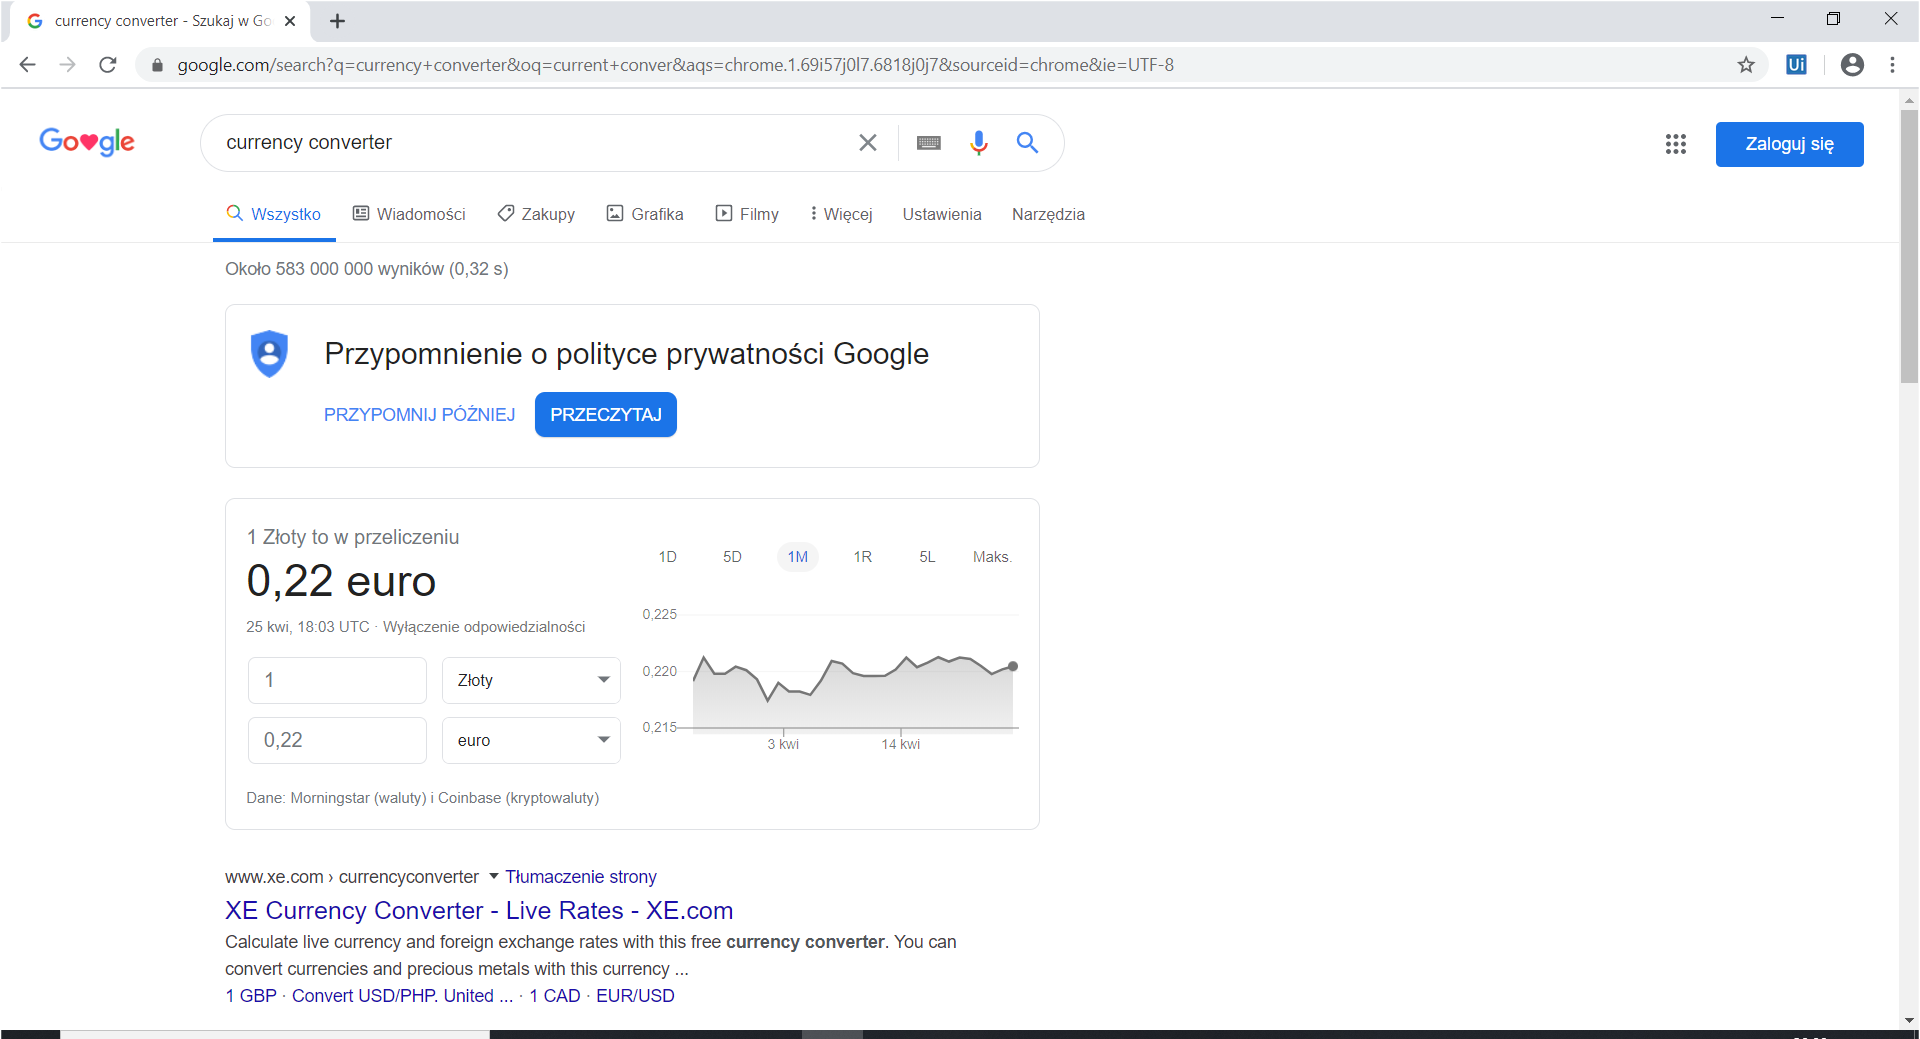 currency converter - Szukaj w Go
google.com/search?q=currency+converter&oq=current+conver&aqs=chrome.1.69i57j0l7.6818j0j7&sourceid=chrome&ie=UTF-8
Ui
Google
currency converter
Zaloguj się
Wszystko Wiadomości Zakupy Grafika Filmy Więcej Ustawienia Narzędzia
Około 583 000 000 wyników (0,32 s)
Przypomnienie o polityce prywatności Google
PRZYPOMNIJ PÓŹNIEJ PRZECZYTAJ
1 Złoty to w przeliczeniu
0,22 euro
25 kwi, 18:03 UTC · Wyłączenie odpowiedzialności
1 Złoty
0,22 euro
1D 5D 1M 1R 5L Maks.
0,225
0,220
0,215
3 kwi 14 kwi
Dane: Morningstar (waluty) i Coinbase (kryptowaluty)
www.xe.com › currencyconverter Tłumaczenie strony
XE Currency Converter - Live Rates - XE.com
Calculate live currency and foreign exchange rates with this free currency converter. You can
convert currencies and precious metals with this currency ...
1 GBP · Convert USD/PHP. United ... · 1 CAD · EUR/USD